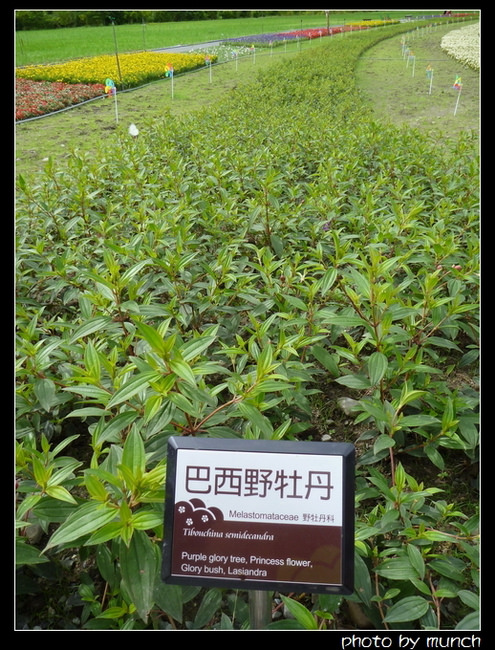 巴西野牡丹
Melastomataceae 野牡丹科
Tibouchina semidecandra
Purple glory tree, Princess flower,
Glory bush, Lasiandra
photo by munch